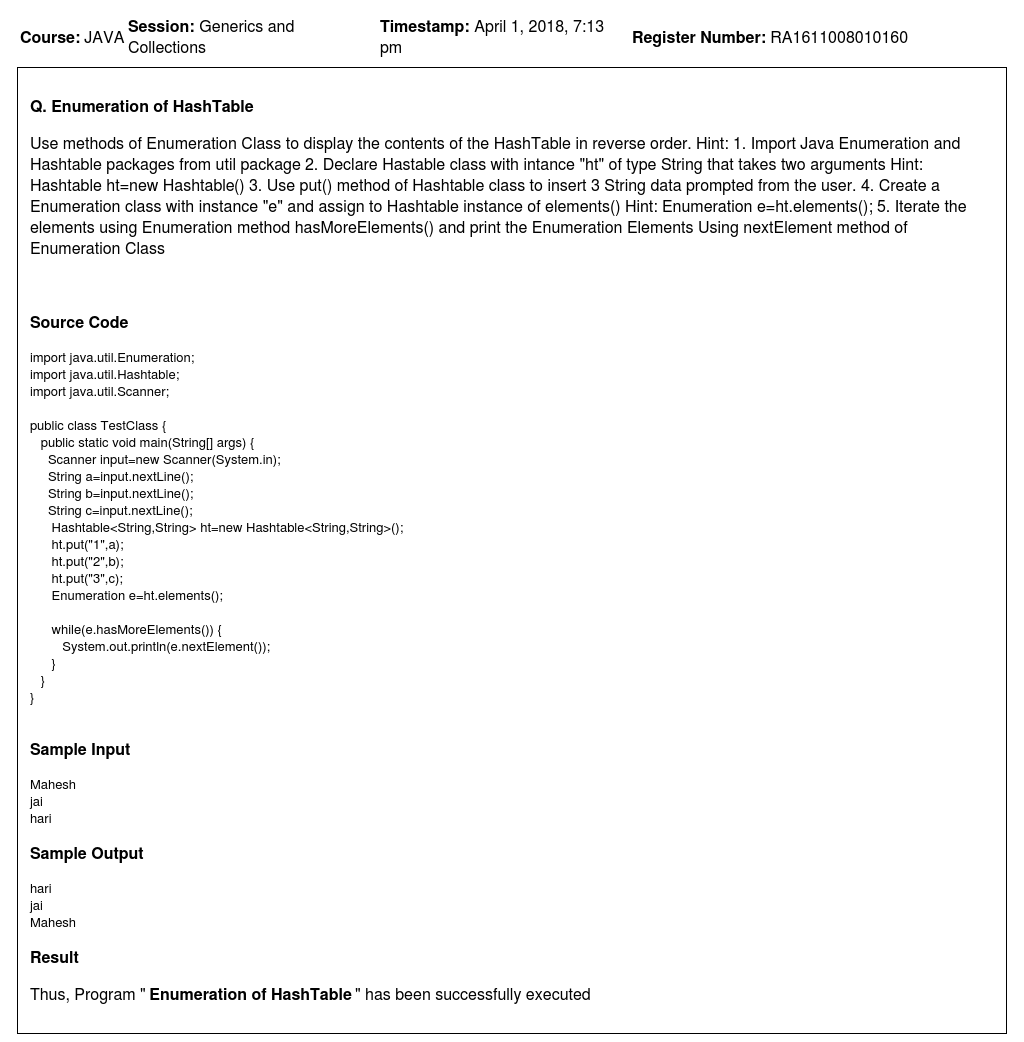 Course: JAVA Session: Generics and Collections Timestamp: April 1, 2018, 7:13 pm Register Number: RA1611008010160
Q. Enumeration of HashTable
Use methods of Enumeration Class to display the contents of the HashTable in reverse order. Hint: 1. Import Java Enumeration and
Hashtable packages from util package 2. Declare Hastable class with intance "ht" of type String that takes two arguments Hint:
Hashtable ht=new Hashtable() 3. Use put() method of Hashtable class to insert 3 String data prompted from the user. 4. Create a
Enumeration class with instance "e" and assign to Hashtable instance of elements() Hint: Enumeration e=ht.elements(); 5. Iterate the
elements using Enumeration method hasMoreElements() and print the Enumeration Elements Using nextElement method of
Enumeration Class
Source Code
import java.util.Enumeration;
import java.util.Hashtable;
import java.util.Scanner;
public class TestClass {
public static void main(String[] args) {
Scanner input=new Scanner(System.in);
String a=input.nextLine();
String b=input.nextLine();
String c=input.nextLine();
Hashtable<String,String> ht=new Hashtable<String,String>();
ht.put("1",a);
ht.put("2",b);
ht.put("3",c);
Enumeration e=ht.elements();
while(e.hasMoreElements()) {
System.out.println(e.nextElement());
}
}
}
Sample Input
Mahesh
jai
hari
Sample Output
hari
jai
Mahesh
Result
Thus, Program " Enumeration of HashTable " has been successfully executed